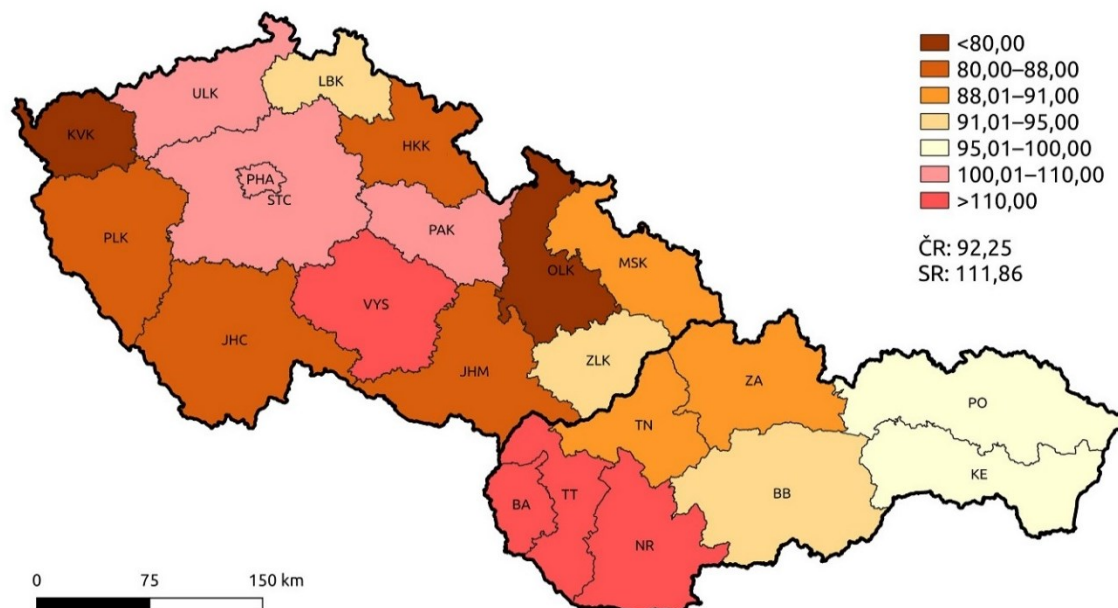 <80,00
80,00–88,00
88,01–91,00
91,01–95,00
95,01–100,00
100,01–110,00
>110,00
ČR: 92,25
SR: 111,86
LBK
ULK
KVK
HKK
PHA
STC
PAK
PLK
OLK
MSK
VYS
JHC
ZLK
JHM
ZA
PO
TN
KE
BB
BA
TT
NR
0 75 150 km